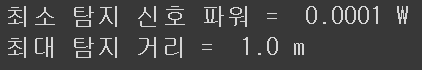 최소 탐지 신호 파워 = 0.0001 W
최대 탐지 거리 = 1.0 m